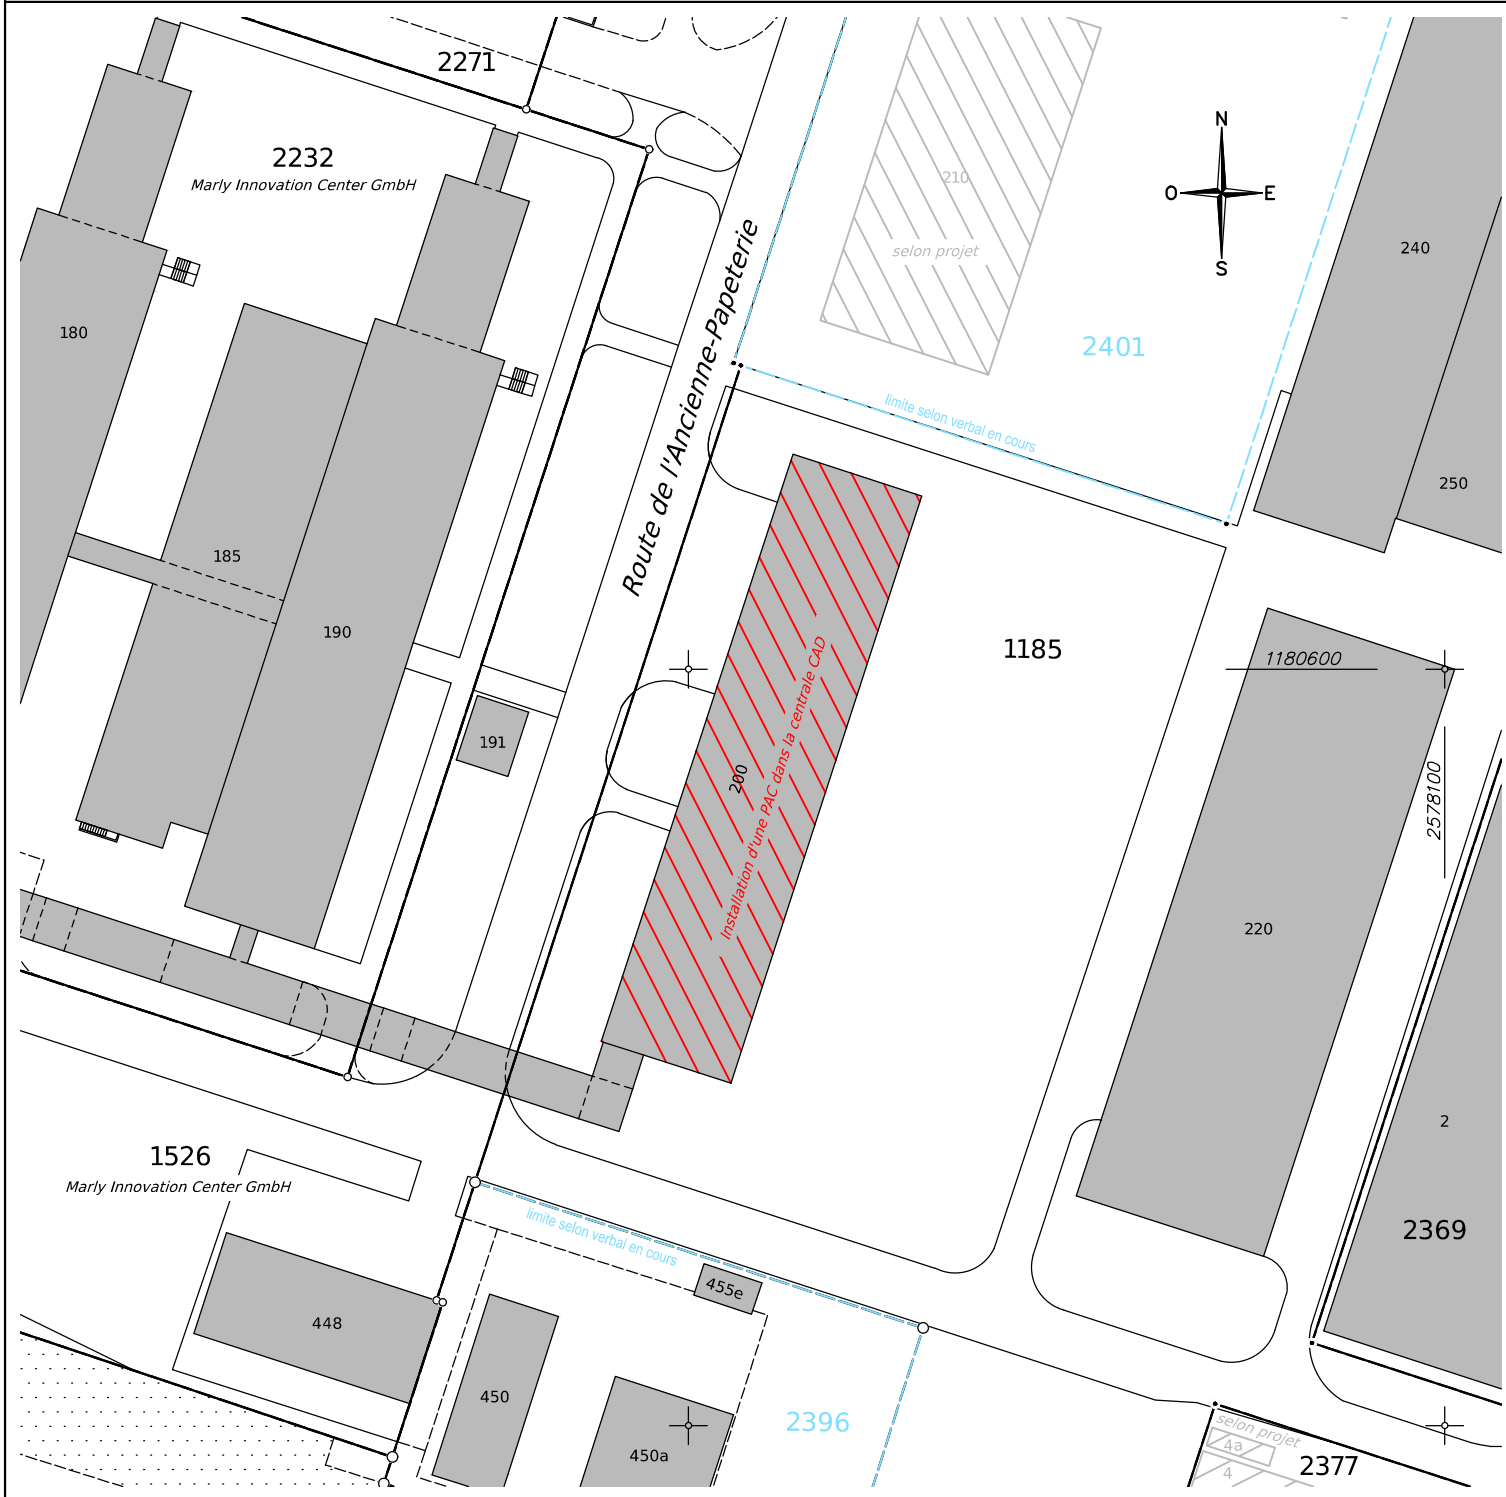 2271
2232
Marly Innovation Center GmbH
N
O
E
S
210
selon projet
240
Route de l'Ancienne-Papeterie
180
2401
limite selon verbal en cours
250
185
190
1185
1180600
191
200
Installation d'une PAC dans la centrale CAD
2578100
220
2
1526
Marly Innovation Center GmbH
limite selon verbal en cours
2369
455e
448
450
2396
450a
selon projet
4a
4
2377